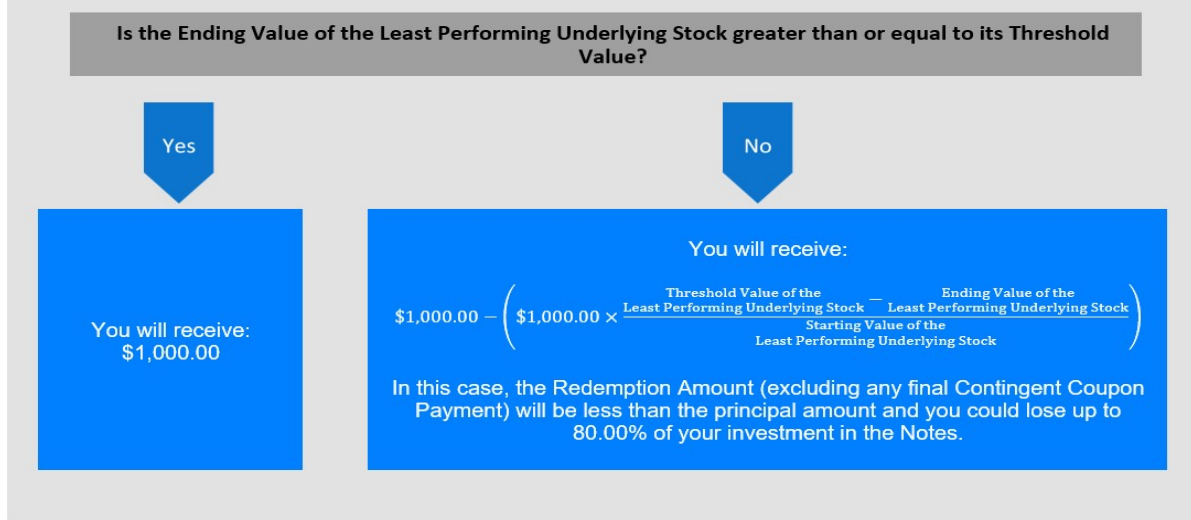 Is the Ending Value of the Least Performing Underlying Stock greater than or equal to its Threshold
Value?
Yes
No
You will receive:
$1,000.00
You will receive:
$1,000.00 − ($1,000.00 × (Threshold Value of the Least Performing Underlying Stock − Ending Value of the Least Performing Underlying Stock) / Starting Value of the Least Performing Underlying Stock)
In this case, the Redemption Amount (excluding any final Contingent Coupon
Payment) will be less than the principal amount and you could lose up to
80.00% of your investment in the Notes.